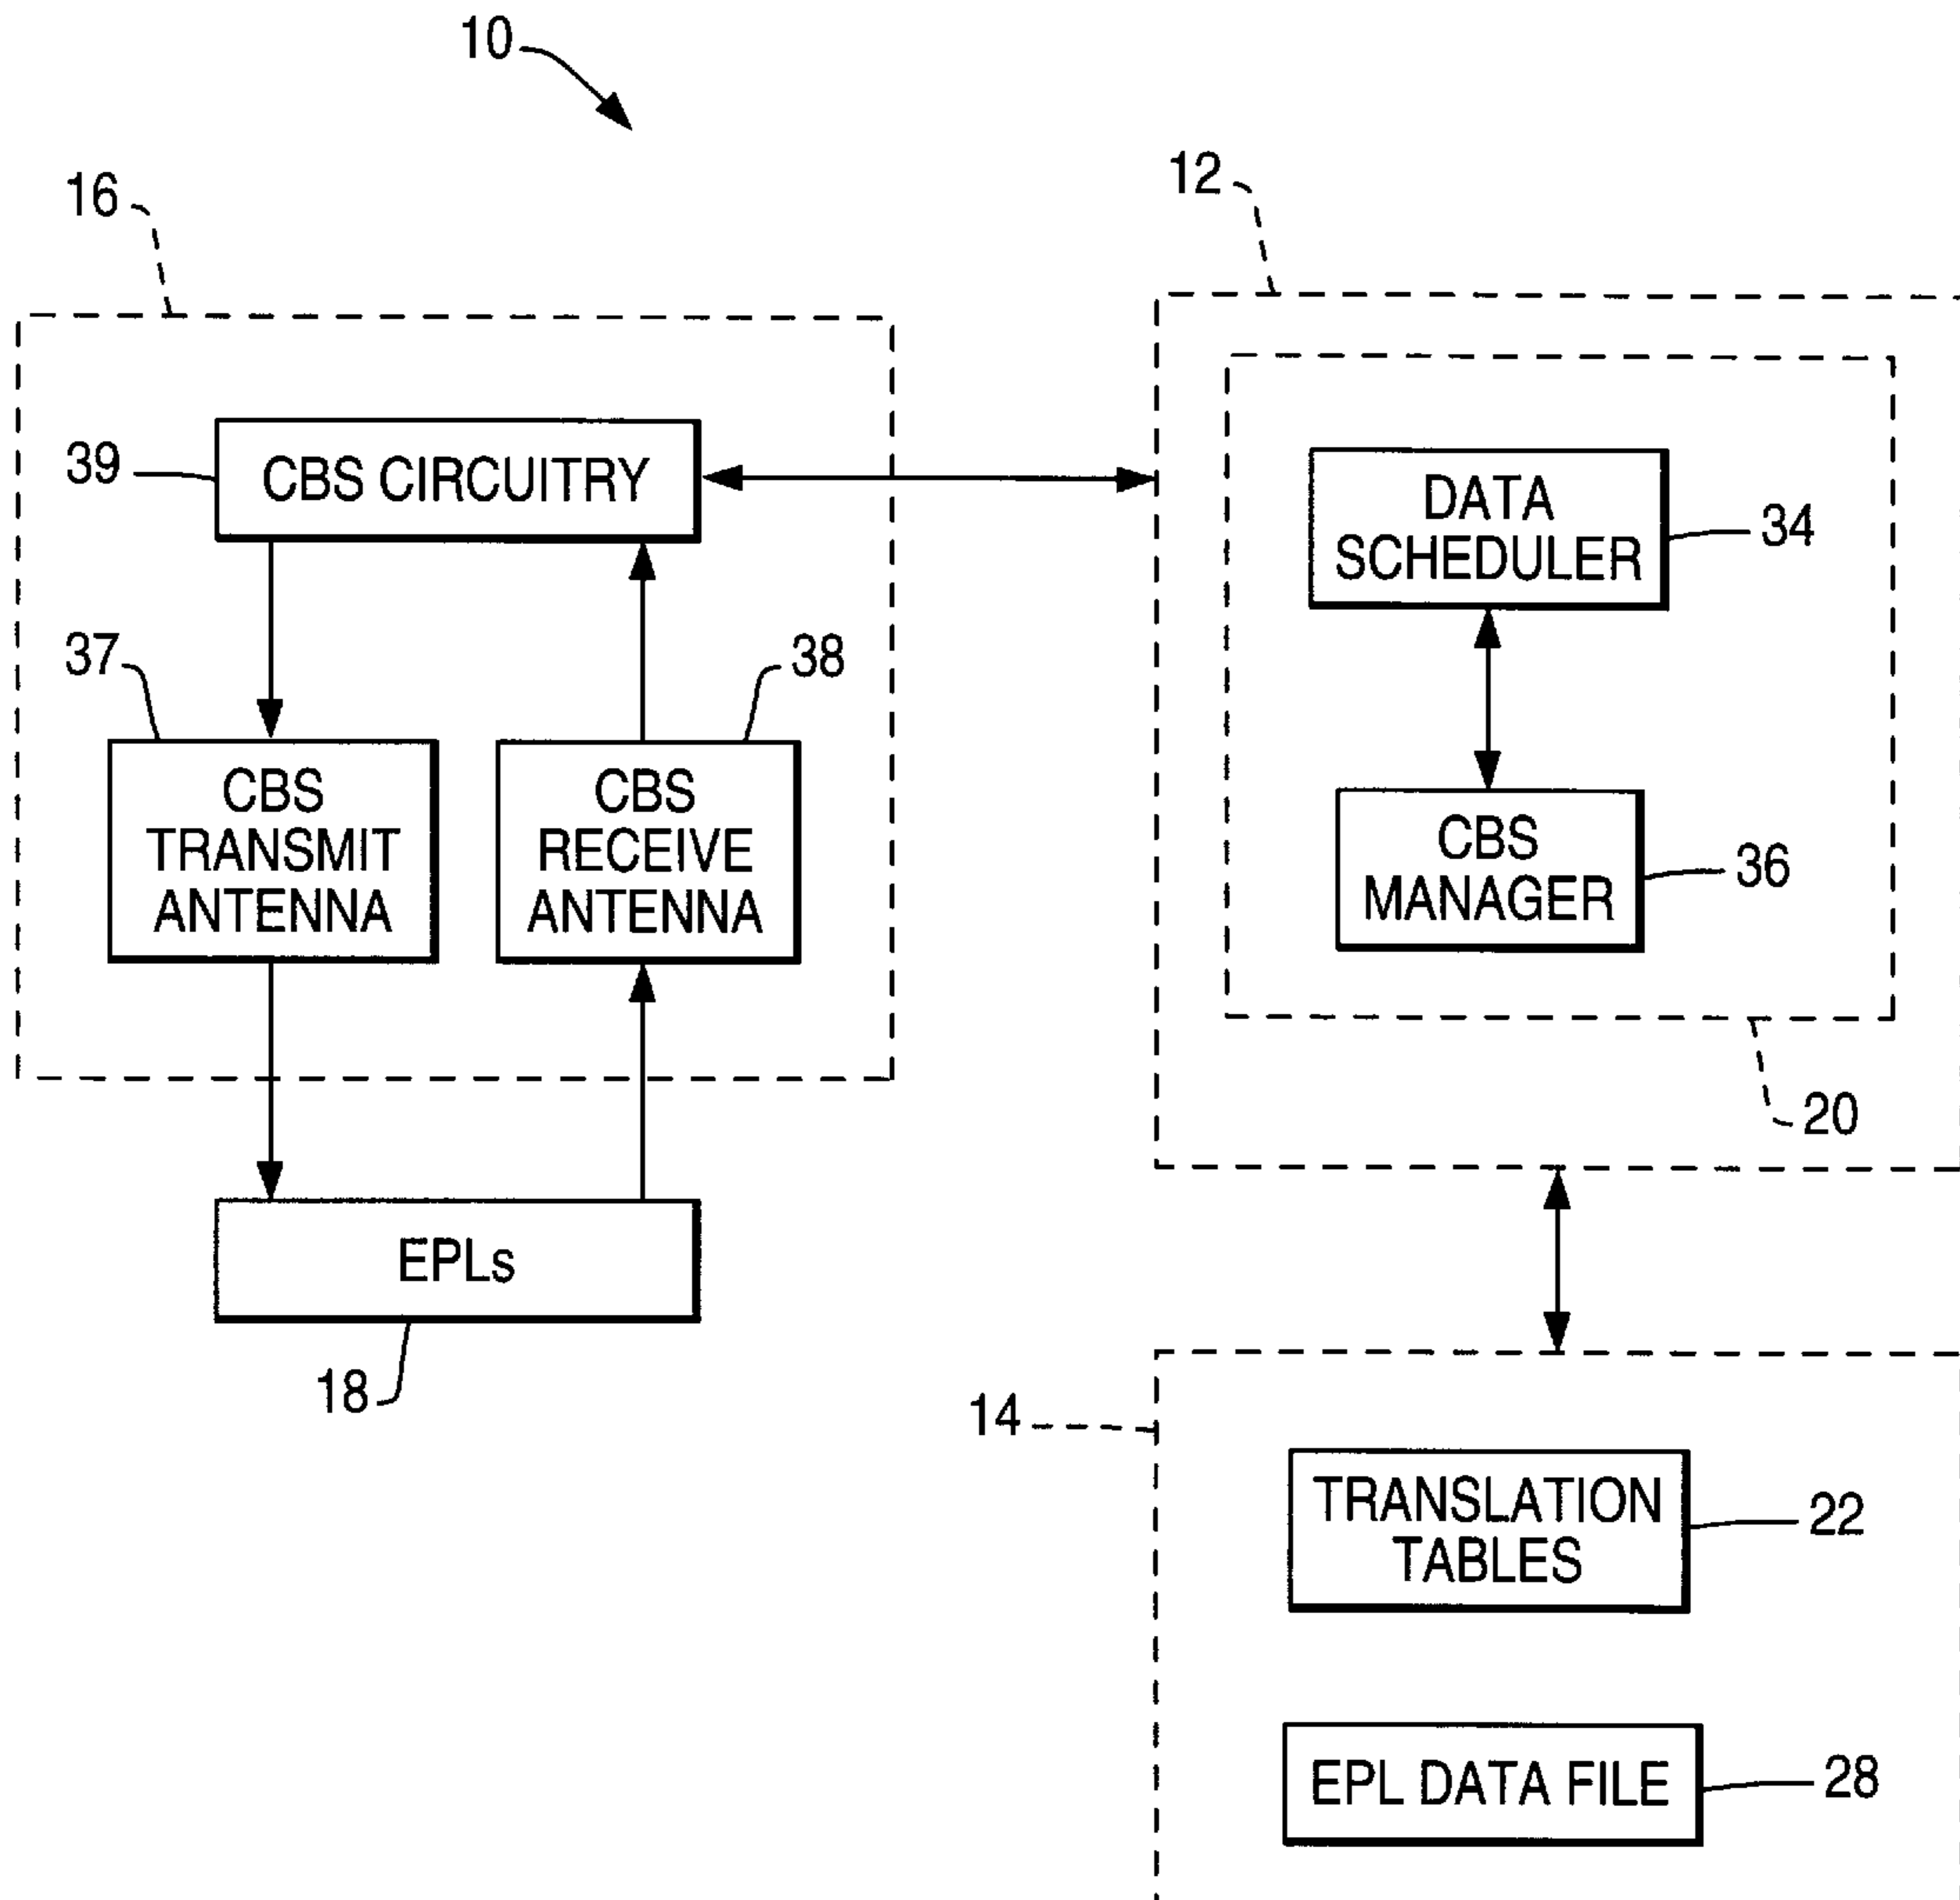 10
16
12
39
CBS CIRCUITRY
DATA
SCHEDULER
34
37
38
CBS
TRANSMIT
ANTENNA
CBS
RECEIVE
ANTENNA
CBS
MANAGER
36
20
EPLs
18
14
TRANSLATION
TABLES
22
EPL DATA FILE
28